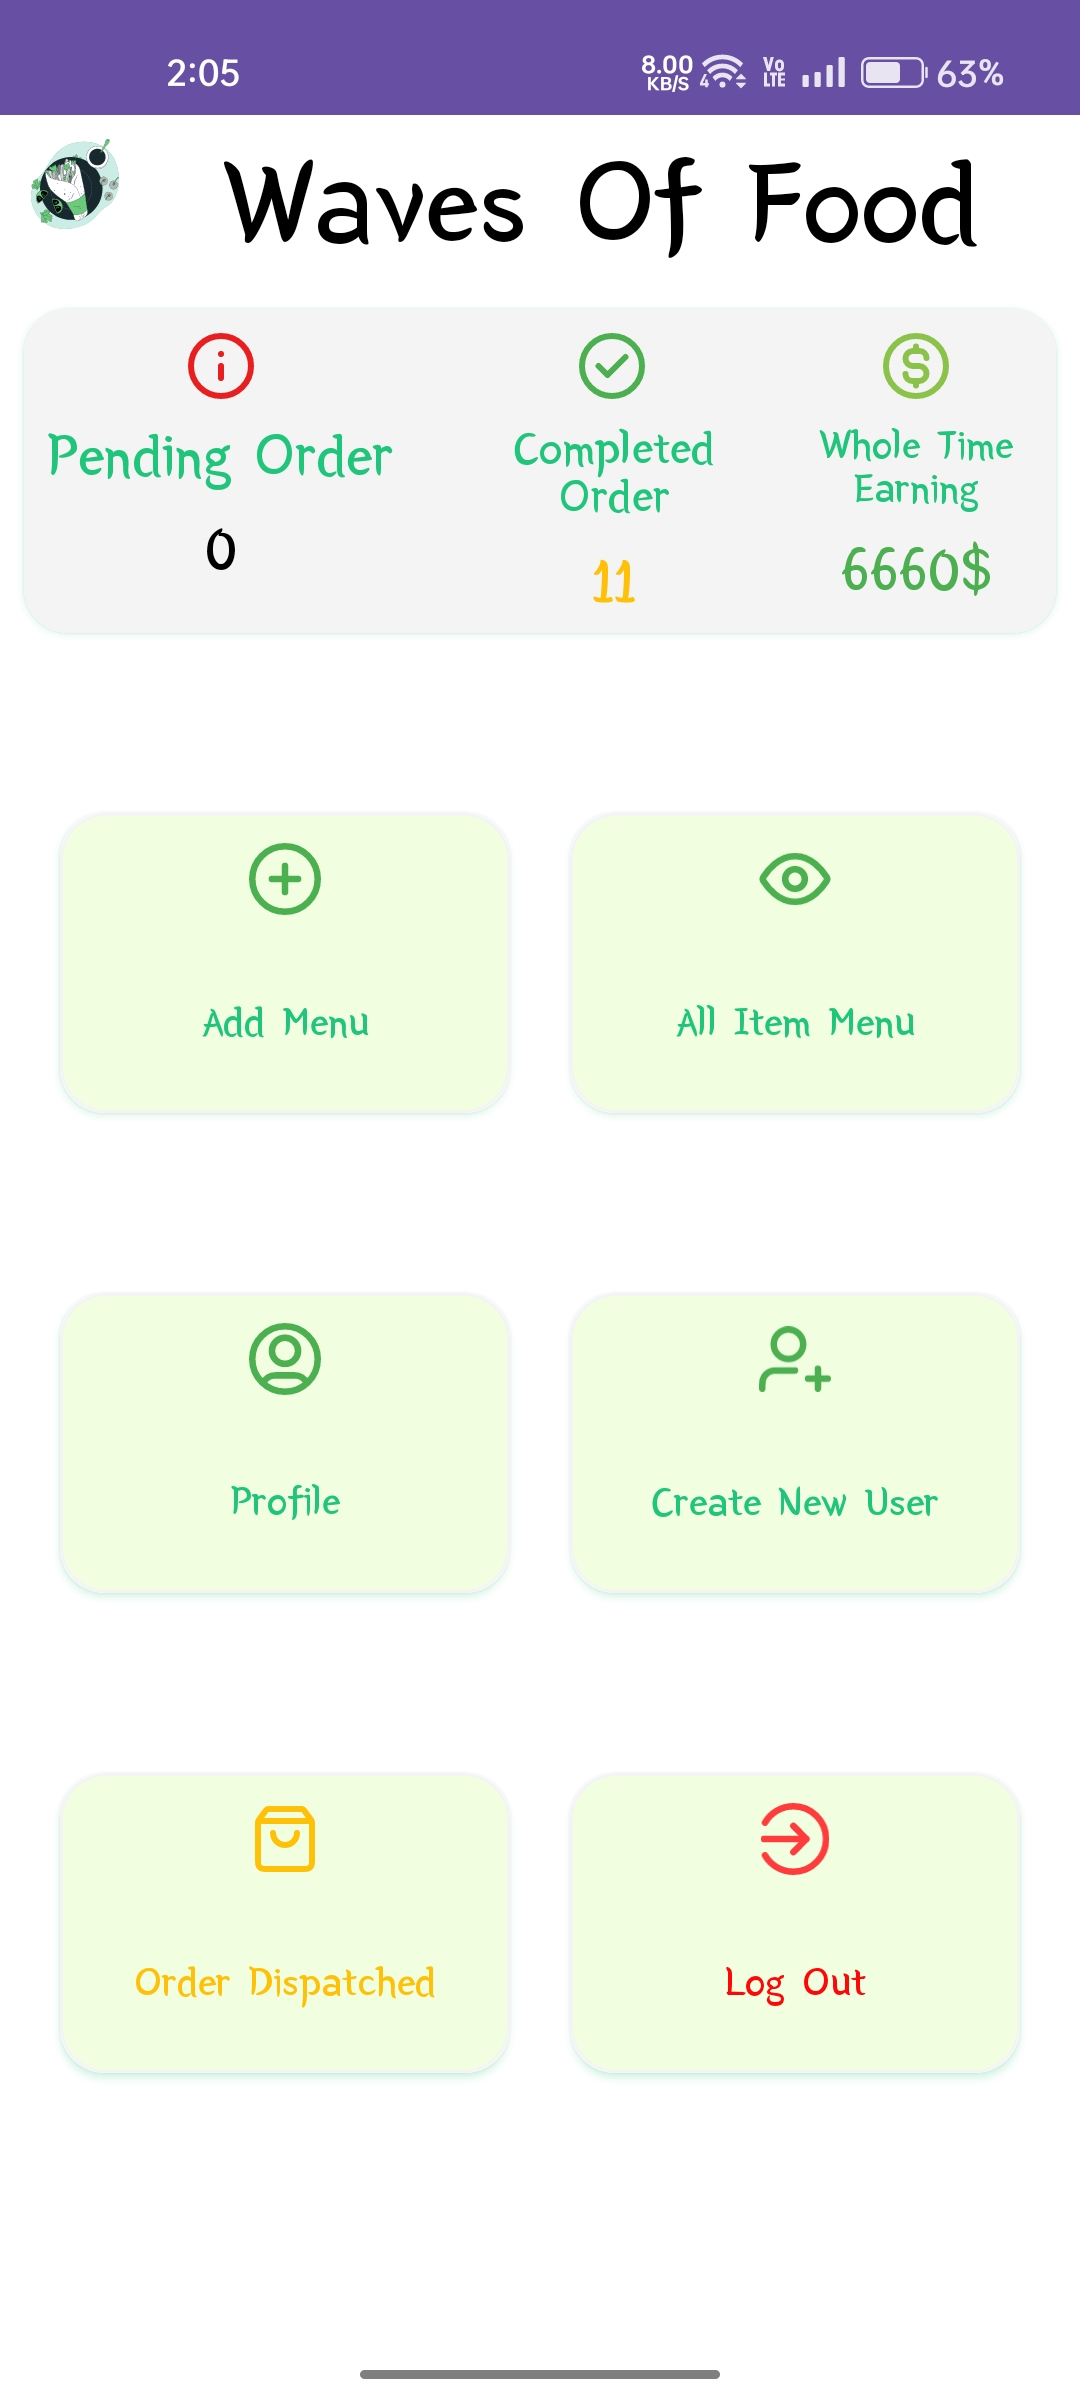 2:05
8.00
KB/S
4
Vo
LTE
63%
Waves Of Food
Pending Order
0
Completed
Order
11
Whole Time
Earning
6660$
Add Menu
All Item Menu
Profile
Create New User
Order Dispatched
Log Out